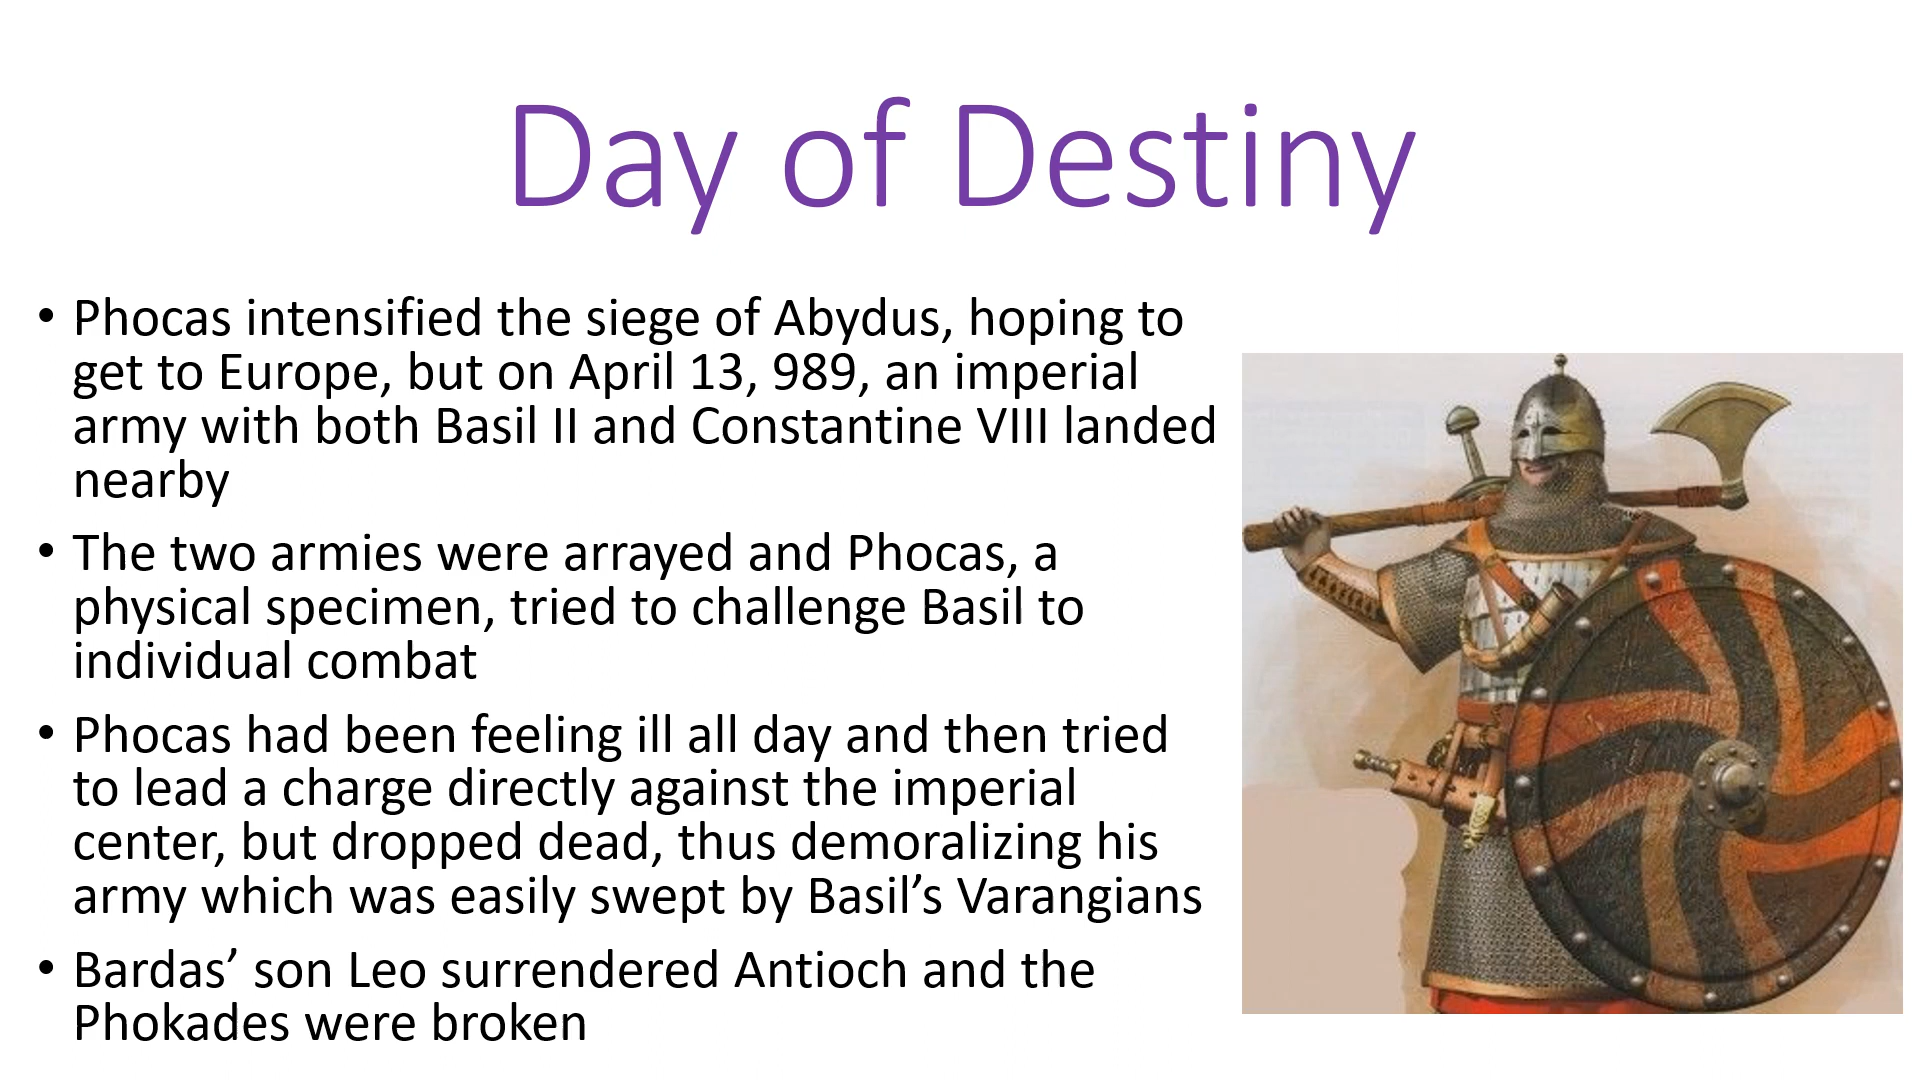 Day of Destiny
• Phocas intensified the siege of Abydus, hoping to
get to Europe, but on April 13, 989, an imperial
army with both Basil II and Constantine VIII landed
nearby
• The two armies were arrayed and Phocas, a
physical specimen, tried to challenge Basil to
individual combat
• Phocas had been feeling ill all day and then tried
to lead a charge directly against the imperial
center, but dropped dead, thus demoralizing his
army which was easily swept by Basil’s Varangians
• Bardas’ son Leo surrendered Antioch and the
Phokades were broken